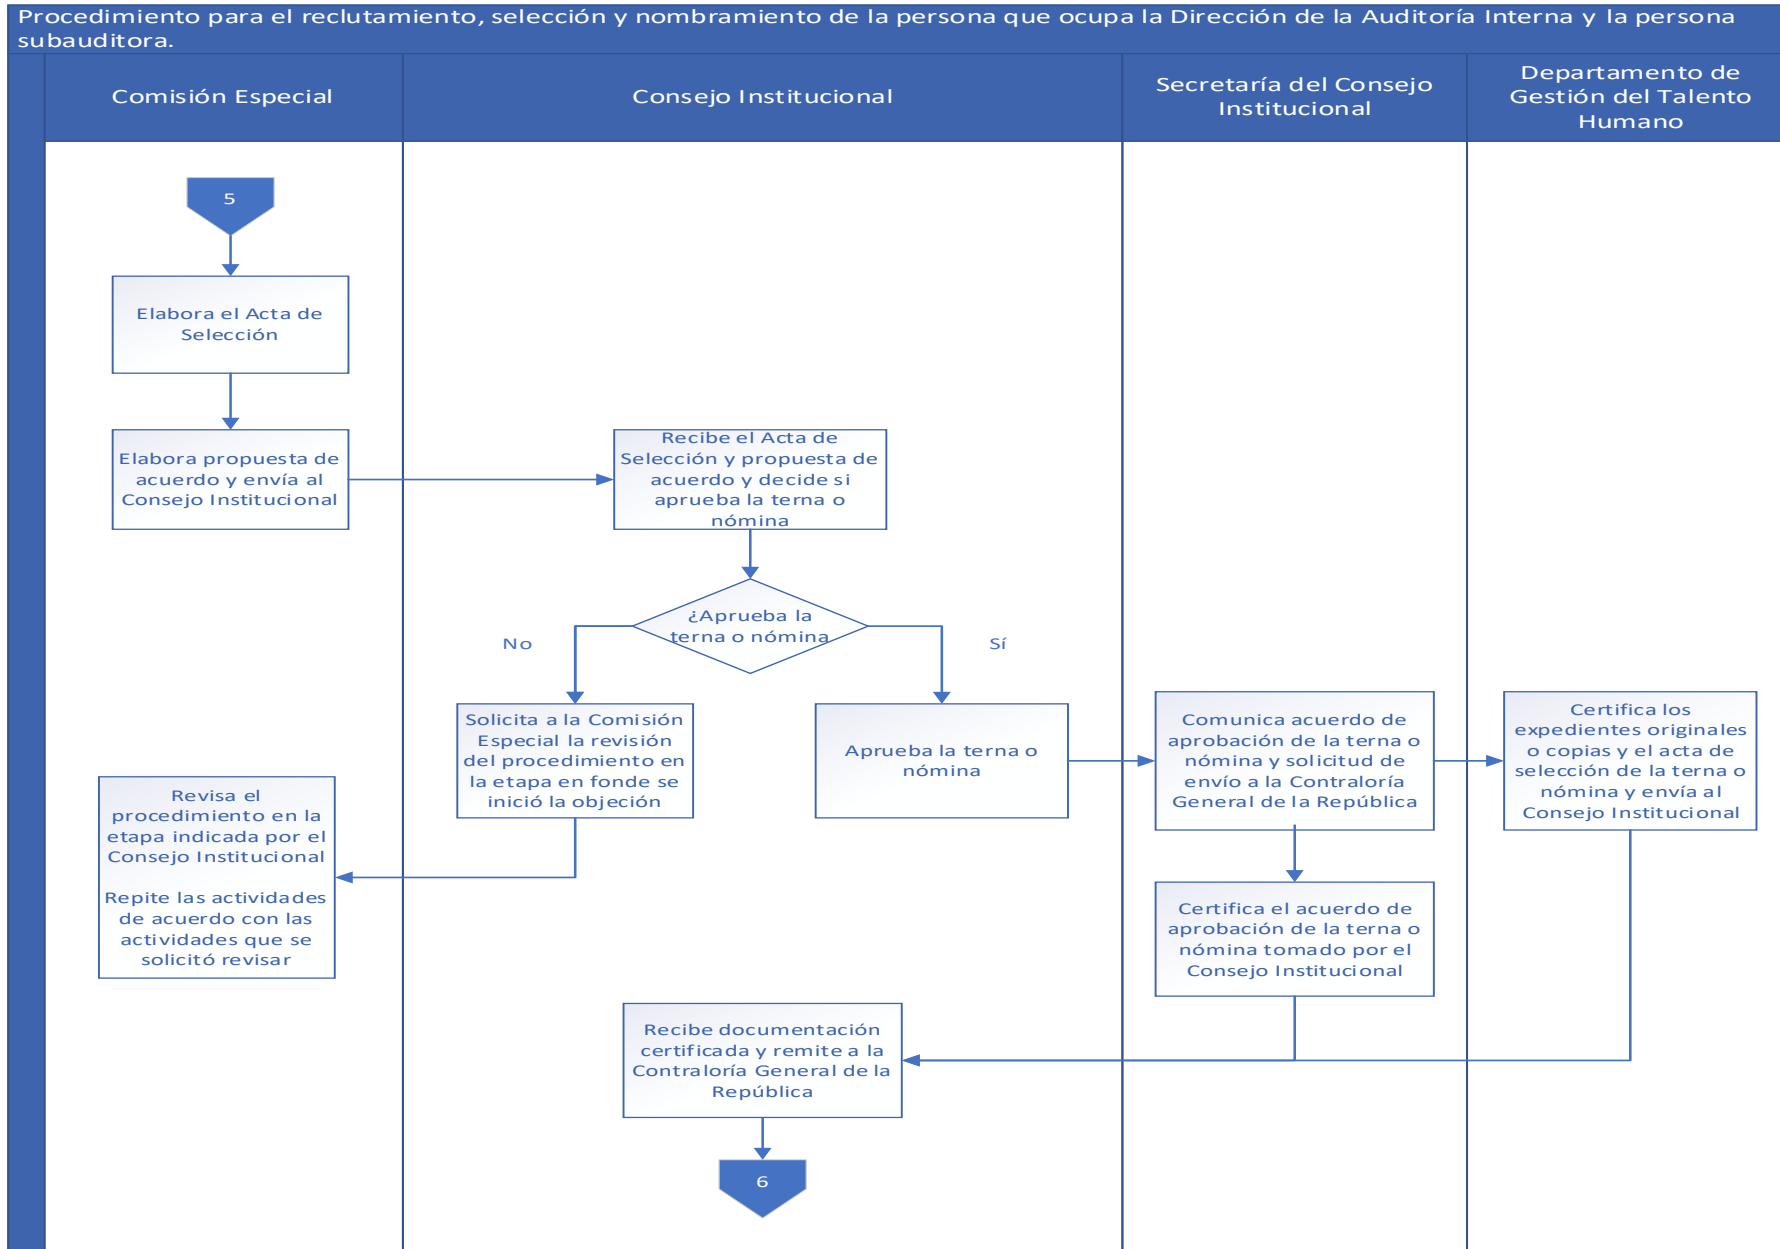 Procedimiento para el reclutamiento, selección y nombramiento de la persona que ocupa la Dirección de la Auditoría Interna y la persona
subauditora.
Comisión Especial
Consejo Institucional
Secretaría del Consejo
Institucional
Departamento de
Gestión del Talento
Humano
5
Elabora el Acta de
Selección
Elabora propuesta de
acuerdo y envía al
Consejo Institucional
Recibe el Acta de
Selección y propuesta de
acuerdo y decide si
aprueba la terna o
nómina
¿Aprueba la
terna o nómina
No
Sí
Solicita a la Comisión
Especial la revisión
del procedimiento en
la etapa en fonde se
inició la objeción
Aprueba la terna o
nómina
Comunica acuerdo de
aprobación de la terna o
nómina y solicitud de
envío a la Contraloría
General de la República
Certifica los
expedientes originales
o copias y el acta de
selección de la terna o
nómina y envía al
Consejo Institucional
Revisa el
procedimiento en la
etapa indicada por el
Consejo Institucional
Repite las actividades
de acuerdo con las
actividades que se
solicitó revisar
Certifica el acuerdo de
aprobación de la terna o
nómina tomado por el
Consejo Institucional
Recibe documentación
certificada y remite a la
Contraloría General de la
República
6